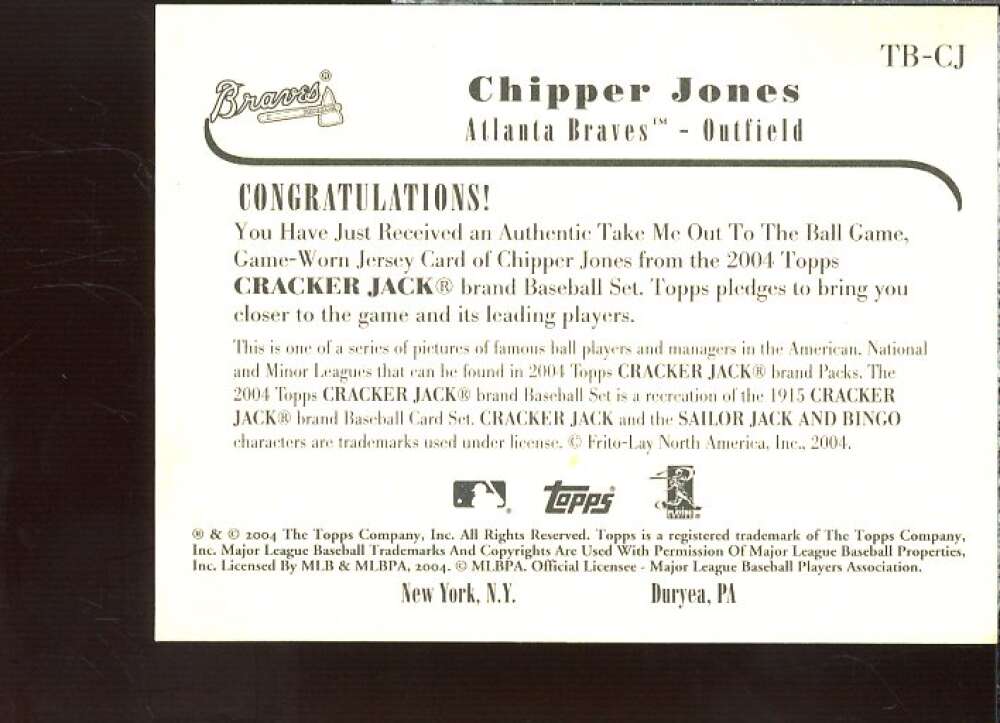 TB-CJ
Braves®
Chipper Jones
Atlanta Braves™ - Outfield
CONGRATULATIONS!
You Have Just Received an Authentic Take Me Out To The Ball Game,
Game-Worn Jersey Card of Chipper Jones from the 2004 Topps
CRACKER JACK® brand Baseball Set. Topps pledges to bring you
closer to the game and its leading players.
This is one of a series of pictures of famous ball players and managers in the American, National
and Minor Leagues that can be found in 2004 Topps CRACKER JACK® brand Packs. The
2004 Topps CRACKER JACK® brand Baseball Set is a recreation of the 1915 CRACKER
JACK® brand Baseball Card Set. CRACKER JACK and the SAILOR JACK AND BINGO
characters are trademarks used under license. © Frito-Lay North America, Inc., 2004.
topps®
® & © 2004 The Topps Company, Inc. All Rights Reserved. Topps is a registered trademark of The Topps Company,
Inc. Major League Baseball Trademarks And Copyrights Are Used With Permission Of Major League Baseball Properties,
Inc. Licensed By MLB & MLBPA, 2004. © MLBPA. Official Licensee - Major League Baseball Players Association.
New York, N.Y. Duryea, PA